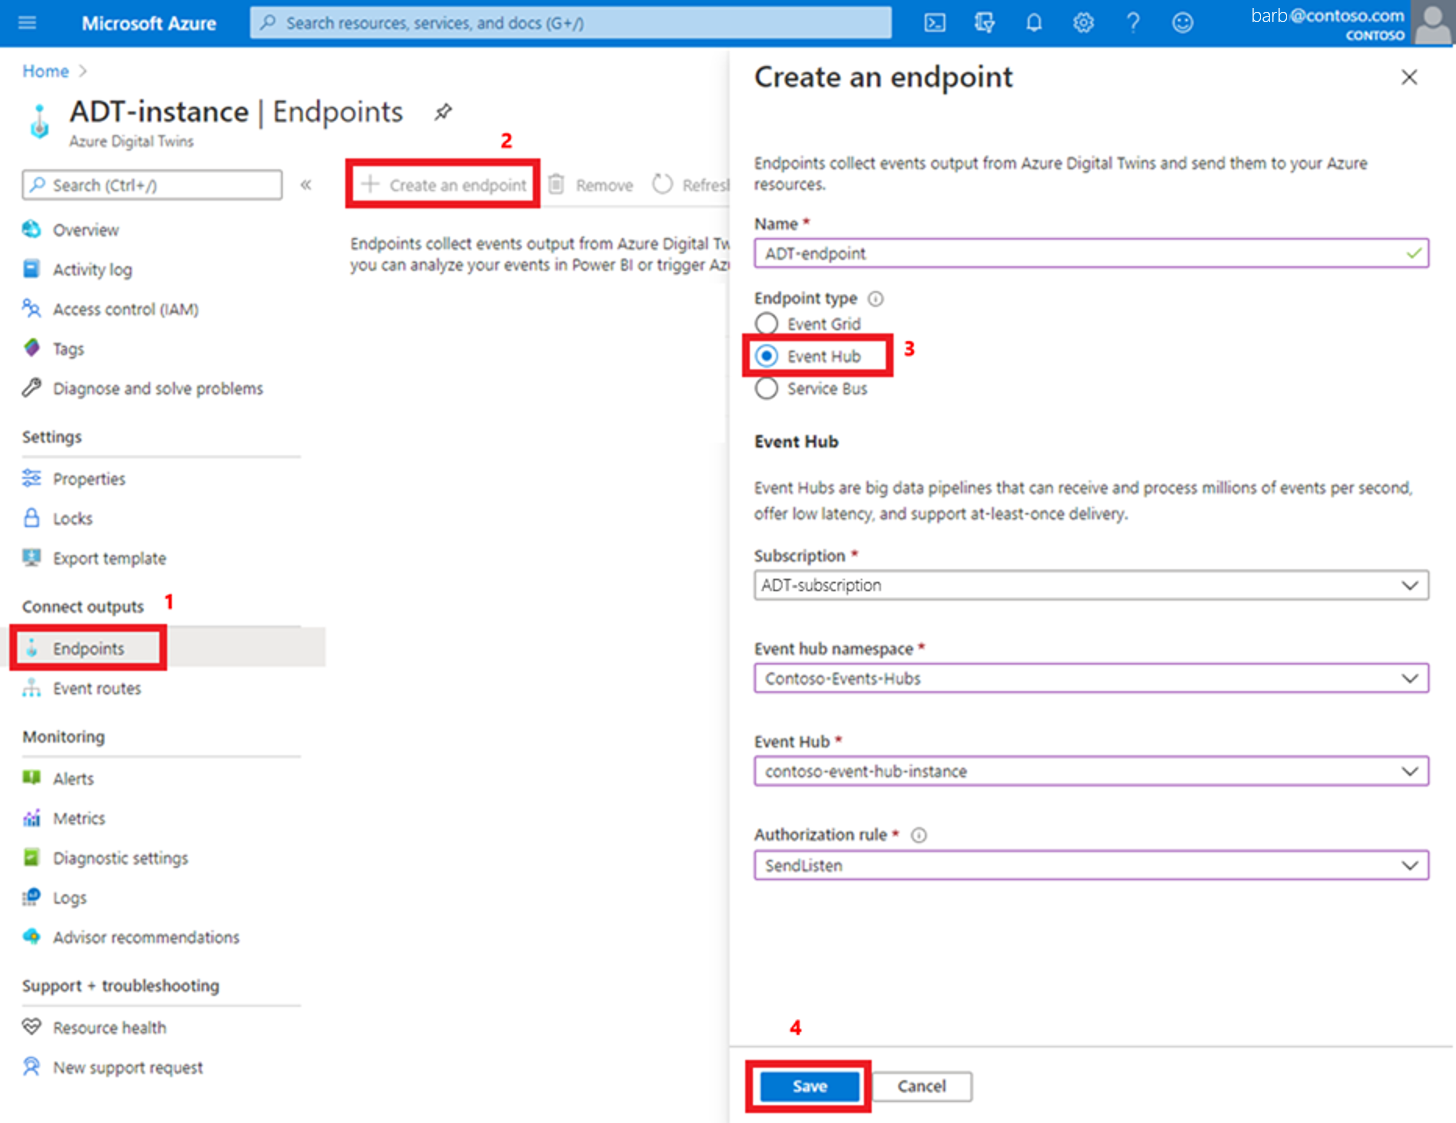 Microsoft Azure
Search resources, services, and docs (G+/)
barb@contoso.com
CONTOSO
Home
ADT-instance | Endpoints
Azure Digital Twins
Search (Ctrl+/)
Overview
Activity log
Access control (IAM)
Tags
Diagnose and solve problems
Settings
Properties
Locks
Export template
Connect outputs
1
Endpoints
Event routes
Monitoring
Alerts
Metrics
Diagnostic settings
Logs
Advisor recommendations
Support + troubleshooting
Resource health
New support request
2
Create an endpoint
Remove
Refresh
Endpoints collect events output from Azure Digital Tw
you can analyze your events in Power BI or trigger Azu
Create an endpoint
Endpoints collect events output from Azure Digital Twins and send them to your Azure
resources.
Name *
ADT-endpoint
Endpoint type
Event Grid
Event Hub
3
Service Bus
Event Hub
Event Hubs are big data pipelines that can receive and process millions of events per second,
offer low latency, and support at-least-once delivery.
Subscription *
ADT-subscription
Event hub namespace *
Contoso-Events-Hubs
Event Hub *
contoso-event-hub-instance
Authorization rule *
SendListen
4
Save
Cancel